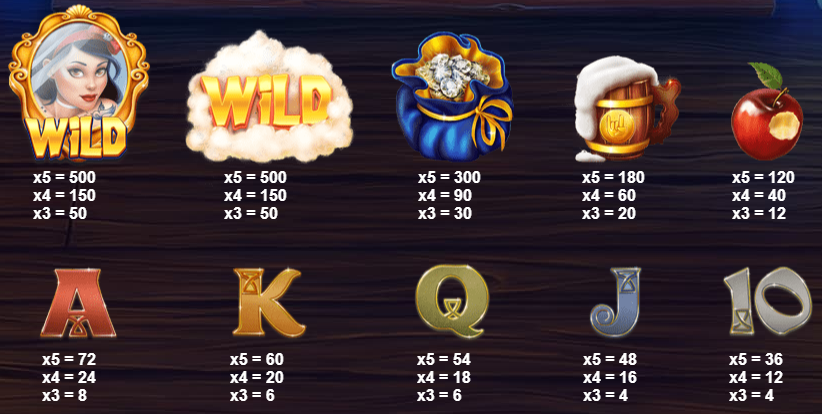 WILD
WILD
x5 = 500
x4 = 150
x3 = 50
x5 = 500
x4 = 150
x3 = 50
x5 = 300
x4 = 90
x3 = 30
x5 = 180
x4 = 60
x3 = 20
x5 = 120
x4 = 40
x3 = 12
A
K
Q
J
10
x5 = 72
x4 = 24
x3 = 8
x5 = 60
x4 = 20
x3 = 6
x5 = 54
x4 = 18
x3 = 6
x5 = 48
x4 = 16
x3 = 4
x5 = 36
x4 = 12
x3 = 4